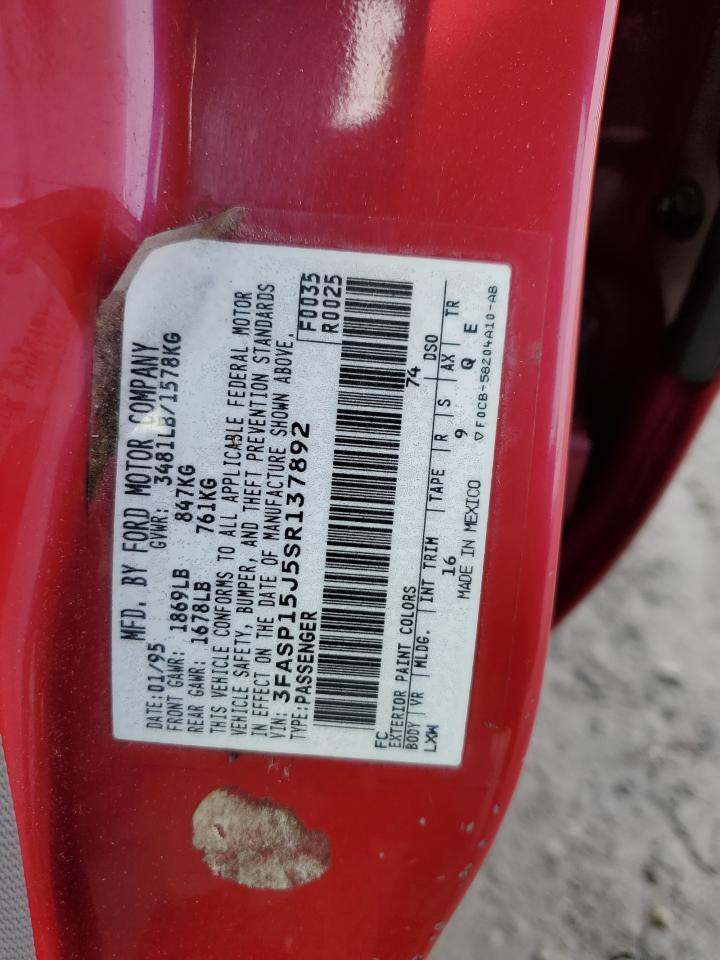 MFD. BY FORD MOTOR COMPANY
DATE: 01/95 GVWR: 3481LB/1578KG
FRONT GAWR: 1869LB 847KG
REAR GAWR: 1678LB 761KG
THIS VEHICLE CONFORMS TO ALL APPLICABLE FEDERAL MOTOR
VEHICLE SAFETY, BUMPER, AND THEFT PREVENTION STANDARDS
IN EFFECT ON THE DATE OF MANUFACTURE SHOWN ABOVE,
VIN: 3FASP15J5SR137892 F0035
TYPE: PASSENGER R0025
FC 74
EXTERIOR PAINT COLORS DSO
BODY VR MLDG. INT TRIM TAPE R S AX TR
LXW 16 9 Q E
MADE IN MEXICO ▽F0CB-58204A10-AB